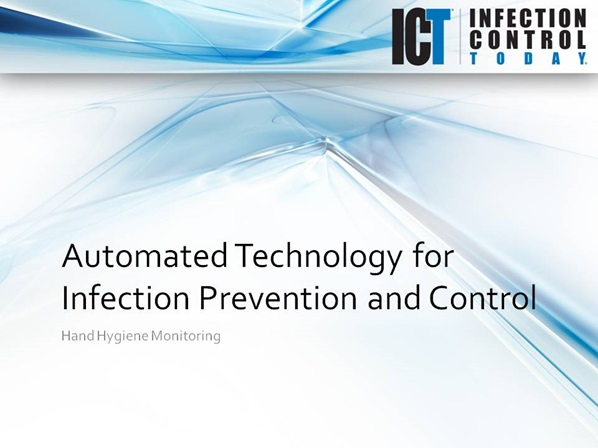 ICT INFECTION
CONTROL
TODAY
Automated Technology for
Infection Prevention and Control
Hand Hygiene Monitoring